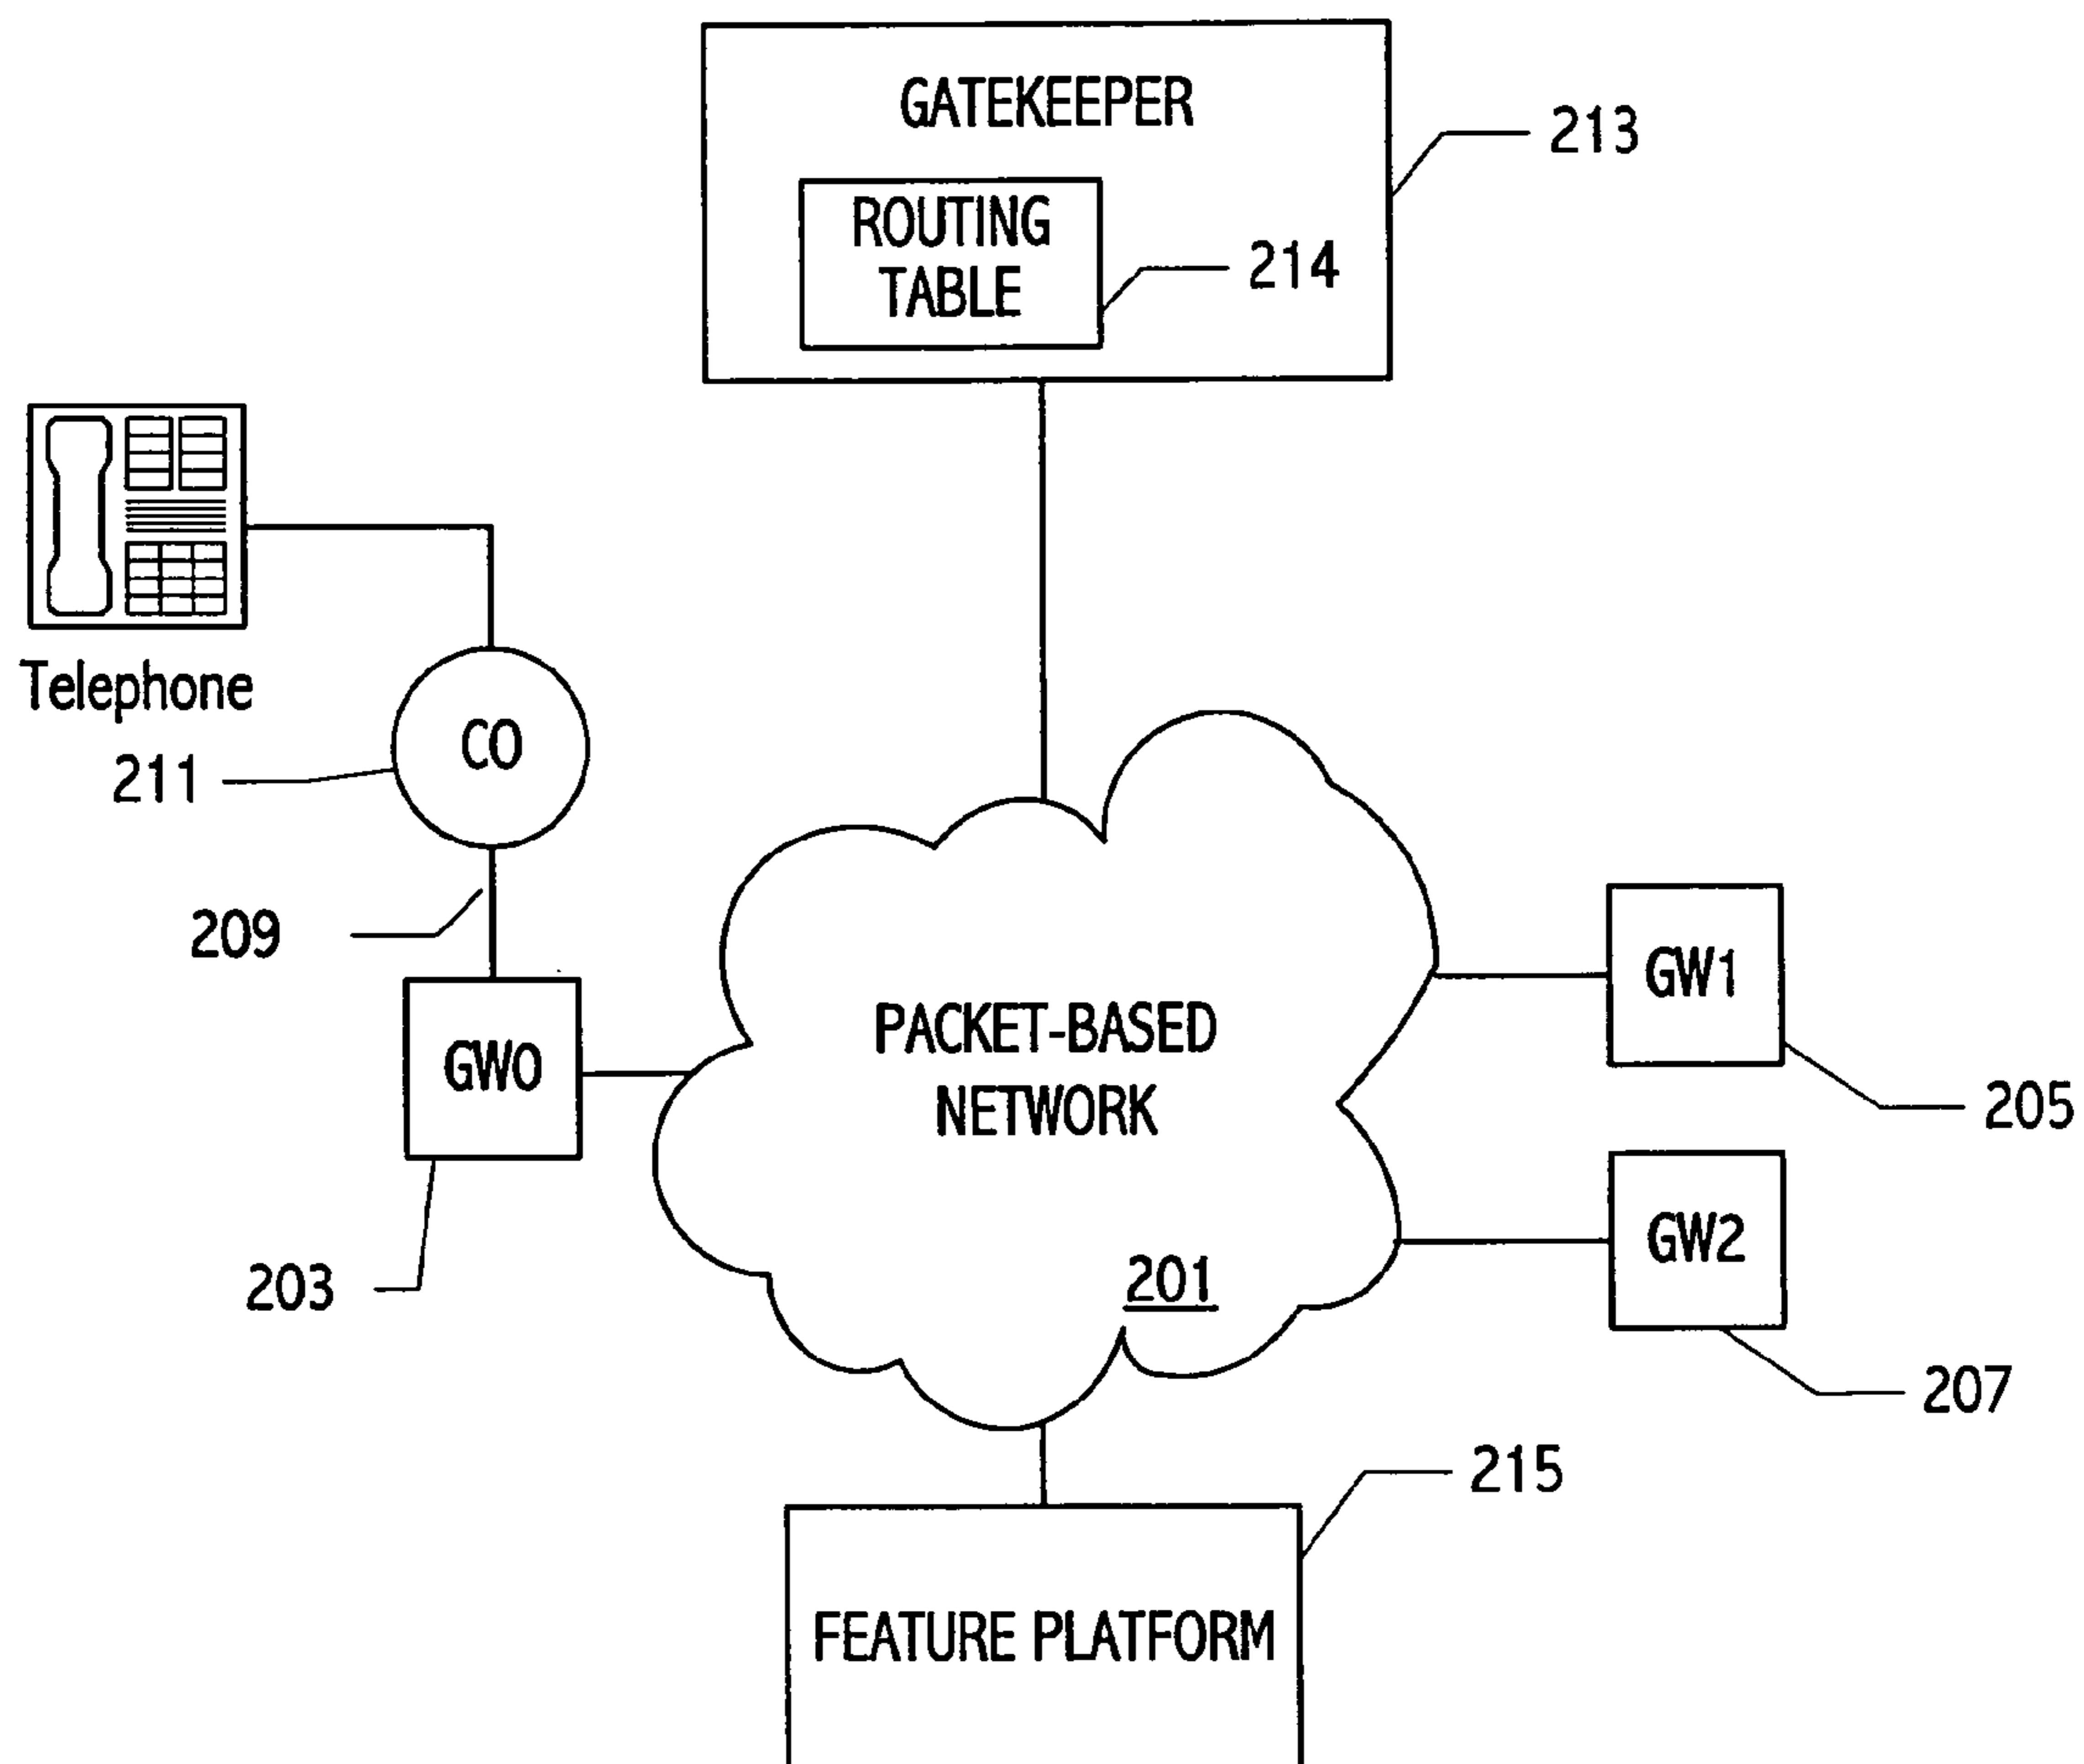 GATEKEEPER
213
ROUTING
TABLE
214
Telephone
CO
211
209
GW0
203
PACKET-BASED
NETWORK
201
GW1
205
GW2
207
215
FEATURE PLATFORM